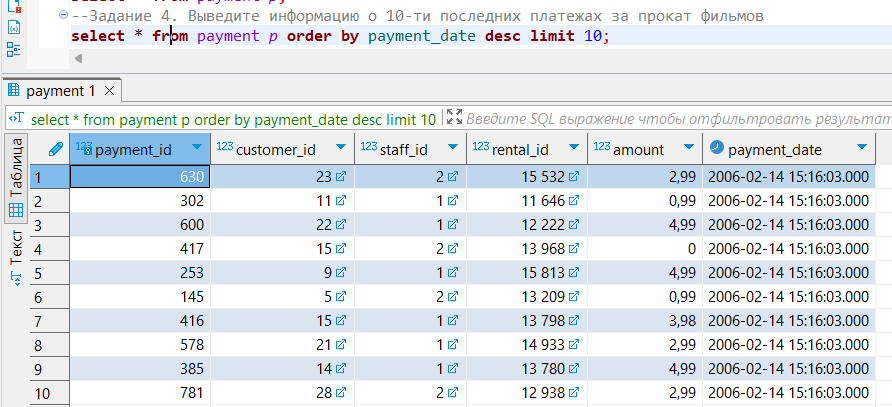 select * from payment p;
--Задание 4. Выведите информацию о 10-ти последних платежах за прокат фильмов
select * from payment p order by payment_date desc limit 10;
payment 1
select * from payment p order by payment_date desc limit 10
Введите SQL выражение чтобы отфильтровать результат
Таблица
Текст
123 payment_id 123 customer_id 123 staff_id 123 rental_id 123 amount payment_date
1 630 23 2 15 532 2,99 2006-02-14 15:16:03.000
2 302 11 1 11 646 0,99 2006-02-14 15:16:03.000
3 600 22 1 12 222 4,99 2006-02-14 15:16:03.000
4 417 15 2 13 968 0 2006-02-14 15:16:03.000
5 253 9 1 15 813 4,99 2006-02-14 15:16:03.000
6 145 5 2 13 209 0,99 2006-02-14 15:16:03.000
7 416 15 1 13 798 3,98 2006-02-14 15:16:03.000
8 578 21 1 14 933 2,99 2006-02-14 15:16:03.000
9 385 14 1 13 780 4,99 2006-02-14 15:16:03.000
10 781 28 2 12 938 2,99 2006-02-14 15:16:03.000